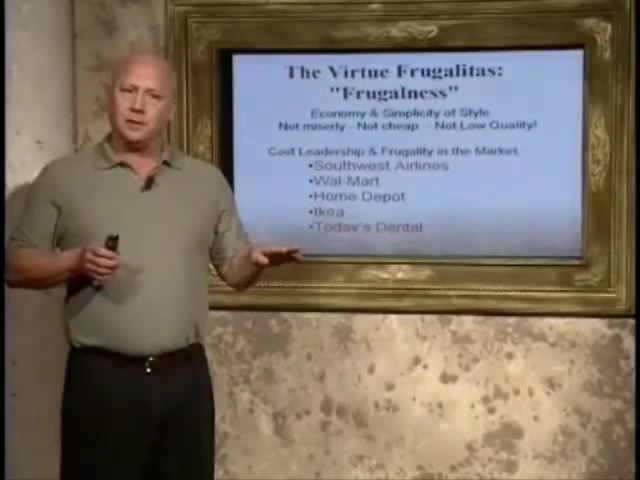 The Virtue Frugalitas:
"Frugalness"
Economy & Simplicity of Style
Not miserly - Not cheap - Not Low Quality!
Cost Leadership & Frugality in the Market
•Southwest Airlines
•Wal-Mart
•Home Depot
•Ikea
•Today's Dental